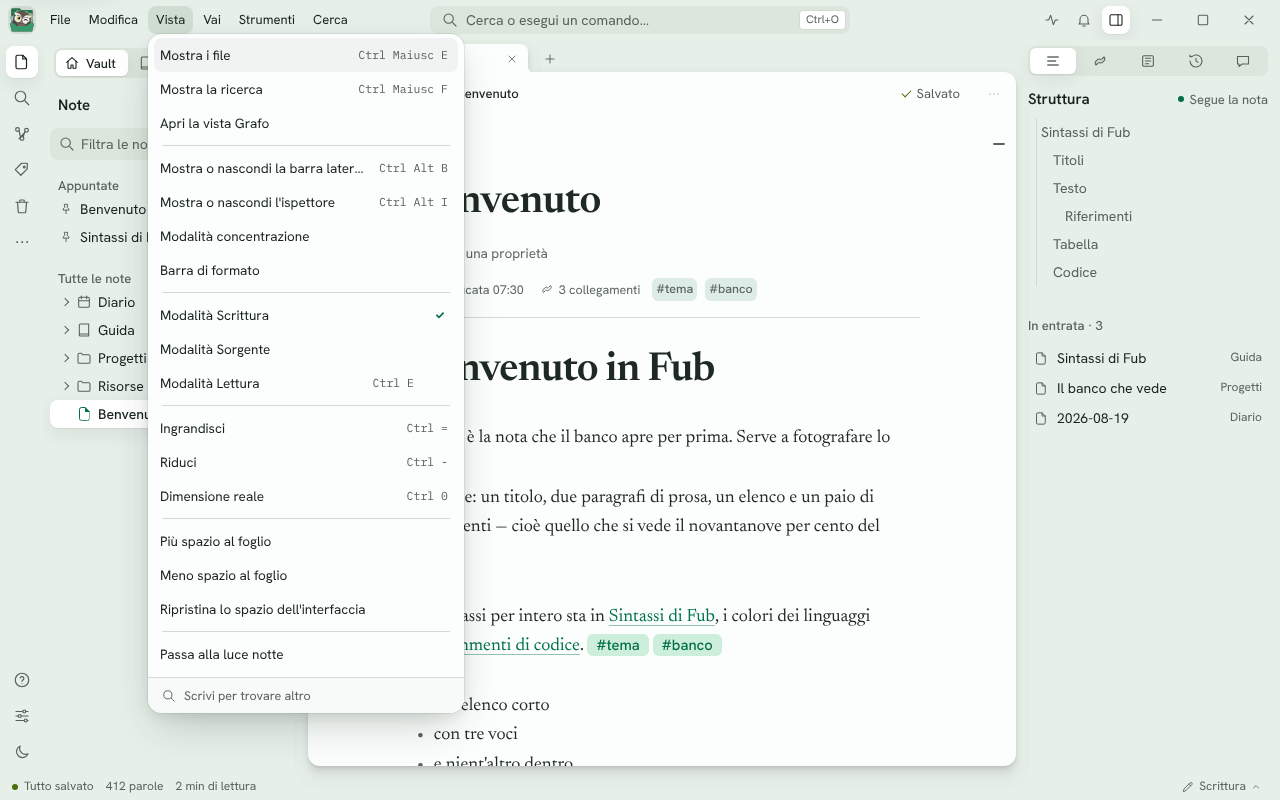 File Modifica Vista Vai Strumenti Cerca
Cerca o esegui un comando… Ctrl+O
Vault
Note
Filtra le no
Appuntate
Benvenuto
Sintassi di
Tutte le note
Diario
Guida
Progetti
Risorse
Benvenu
Mostra i file Ctrl Maiusc E
Mostra la ricerca Ctrl Maiusc F
Apri la vista Grafo
Mostra o nascondi la barra later… Ctrl Alt B
Mostra o nascondi l'ispettore Ctrl Alt I
Modalità concentrazione
Barra di formato
Modalità Scrittura
Modalità Sorgente
Modalità Lettura Ctrl E
Ingrandisci Ctrl =
Riduci Ctrl -
Dimensione reale Ctrl 0
Più spazio al foglio
Meno spazio al foglio
Ripristina lo spazio dell'interfaccia
Passa alla luce notte
Scrivi per trovare altro
envenuto Salvato
nvenuto
una proprietà
cata 07:30 3 collegamenti #tema #banco
nvenuto in Fub
è la nota che il banco apre per prima. Serve a fotografare lo
e: un titolo, due paragrafi di prosa, un elenco e un paio di
enti — cioè quello che si vede il novantanove per cento del
assi per intero sta in Sintassi di Fub, i colori dei linguaggi
mmenti di codice. #tema #banco
elenco corto
• con tre voci
• e nient'altro dentro
Struttura Segue la nota
Sintassi di Fub
Titoli
Testo
Riferimenti
Tabella
Codice
In entrata · 3
Sintassi di Fub Guida
Il banco che vede Progetti
2026-08-19 Diario
Tutto salvato 412 parole 2 min di lettura
Scrittura